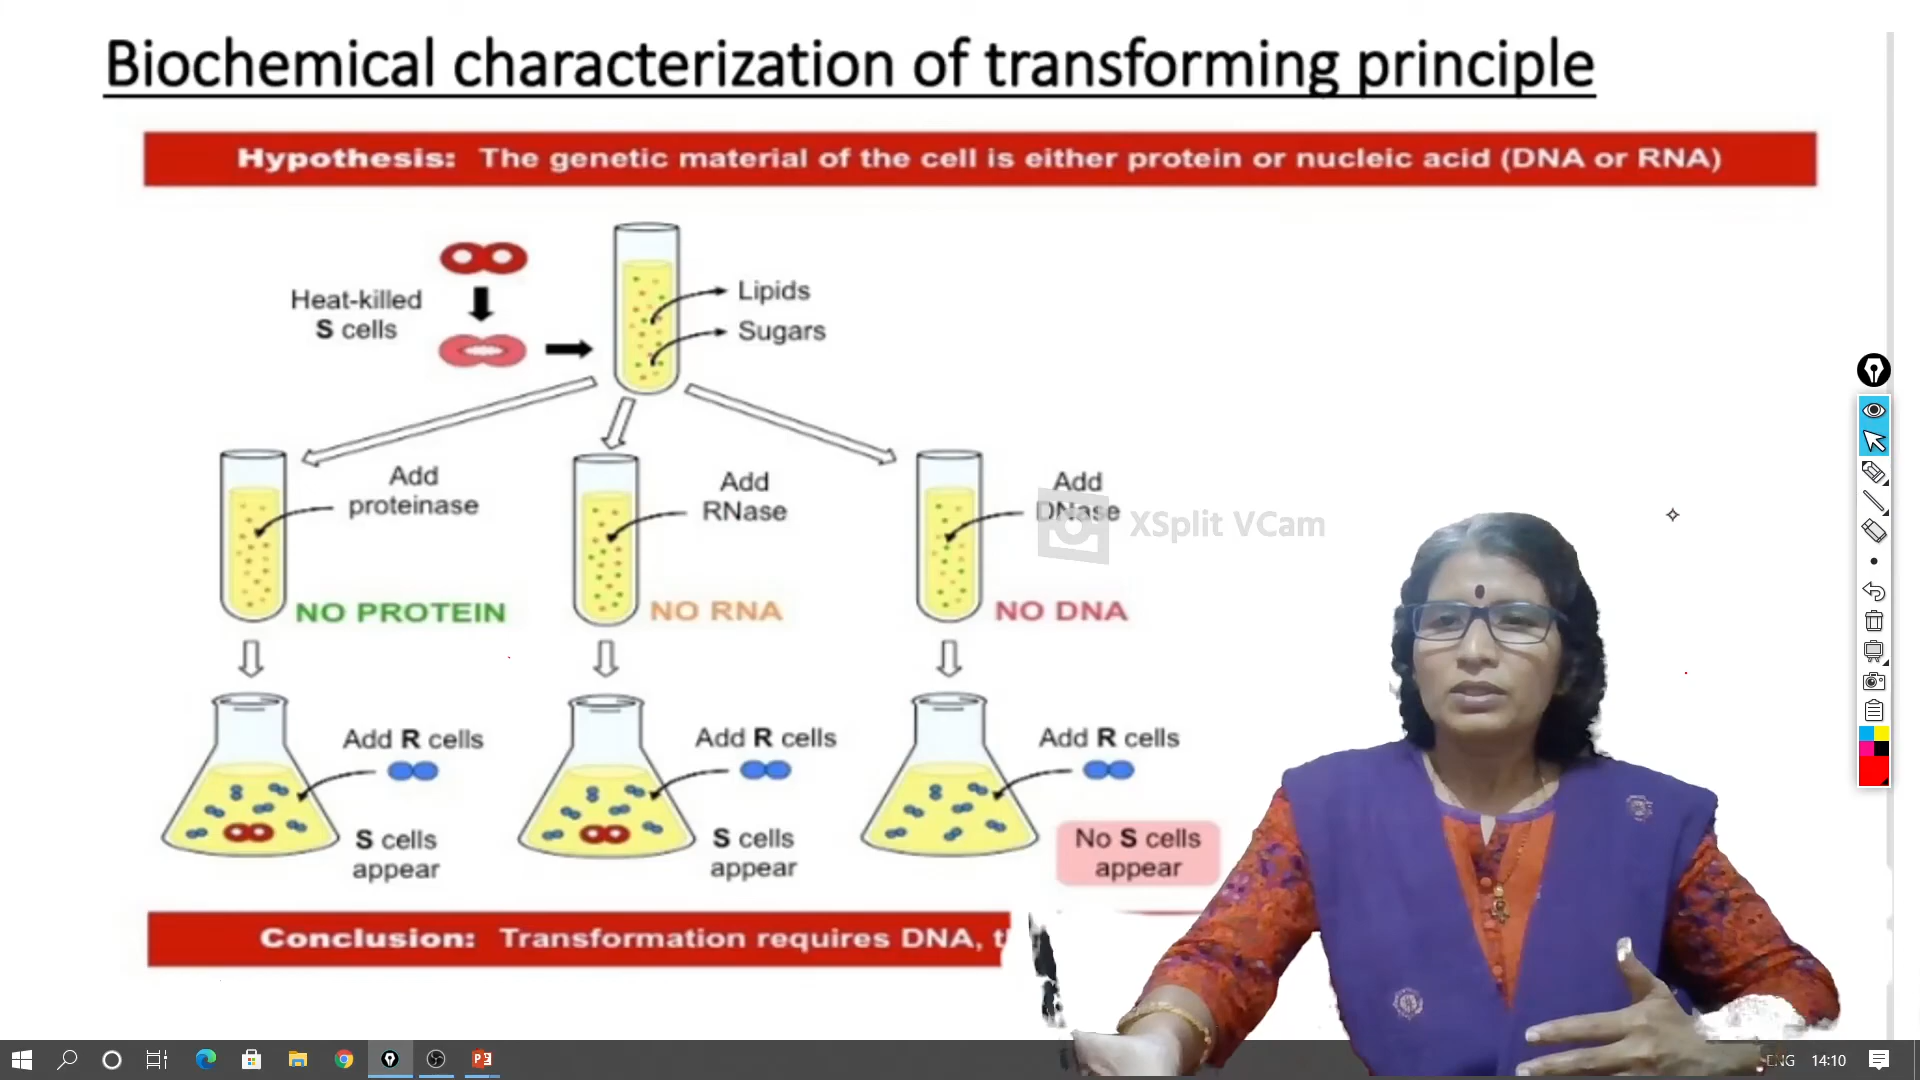 Biochemical characterization of transforming principle
Hypothesis: The genetic material of the cell is either protein or nucleic acid (DNA or RNA)
Heat-killed
S cells
Lipids
Sugars
Add
proteinase
Add
RNase
Add
DNase
XSplit VCam
NO PROTEIN
NO RNA
NO DNA
Add R cells
Add R cells
Add R cells
S cells
appear
S cells
appear
No S cells
appear
Conclusion: Transformation requires DNA,
ENG
14:10